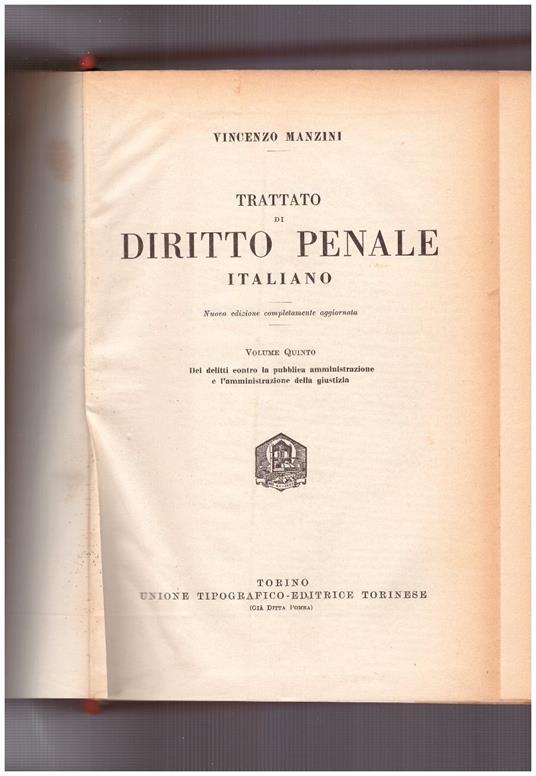 VINCENZO MANZINI
TRATTATO
DI
DIRITTO PENALE
ITALIANO
Nuova edizione completamente aggiornata
VOLUME QUINTO
Dei delitti contro la pubblica amministrazione
e l'amministrazione della giustizia
TORINO
UNIONE TIPOGRAFICO-EDITRICE TORINESE
(GIÀ DITTA POMBA)